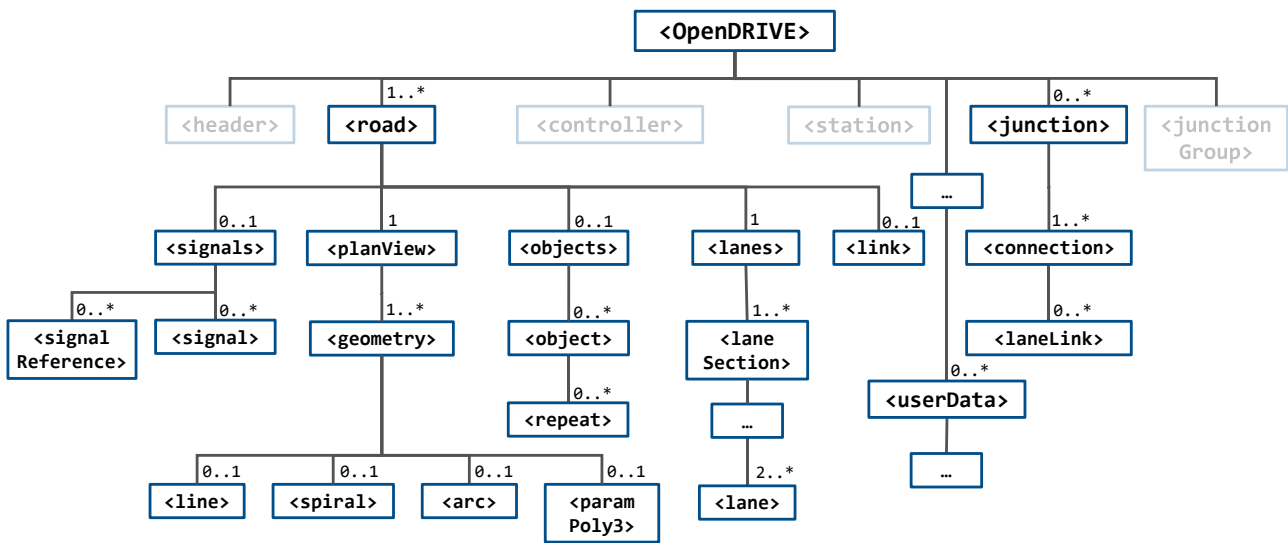 <OpenDRIVE>
1..*
0..*
<header>
<road>
<controller>
<station>
<junction>
<junction
Group>
…
0..1
1
0..1
1
0..1
1..*
<signals>
<planView>
<objects>
<lanes>
<link>
<connection>
0..*
0..*
1..*
0..*
1..*
0..*
<signal
Reference>
<signal>
<geometry>
<object>
<lane
Section>
<laneLink>
0..*
0..*
<userData>
<repeat>
…
…
0..1
0..1
0..1
0..1
2..*
<line>
<spiral>
<arc>
<param
Poly3>
<lane>